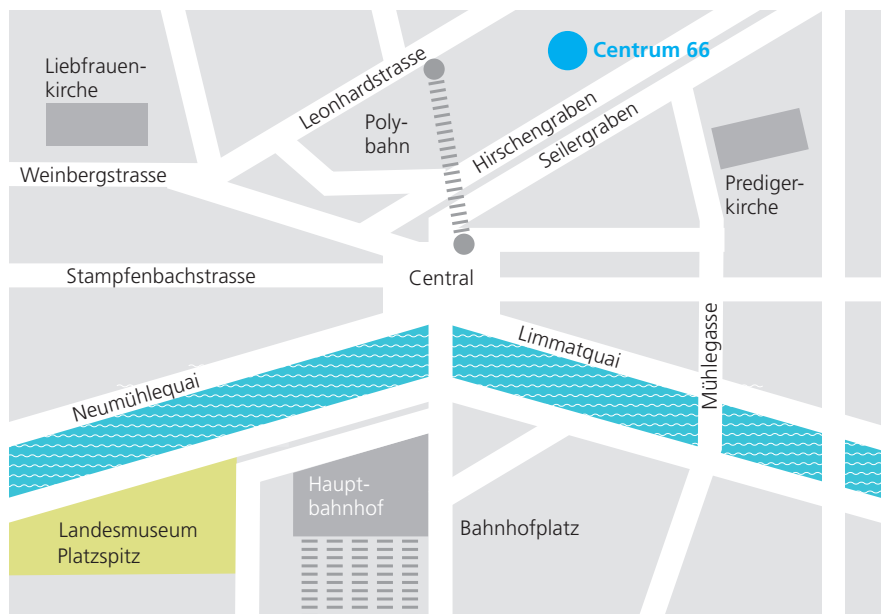 Centrum 66
Liebfrauen-
kirche
Leonhardstrasse
Poly-
bahn
Hirschengraben
Seilergraben
Weinbergstrasse
Prediger-
kirche
Stampfenbachstrasse
Central
Limmatquai
Mühlegasse
Neumühlequai
Haupt-
bahnhof
Landesmuseum
Platzspitz
Bahnhofplatz